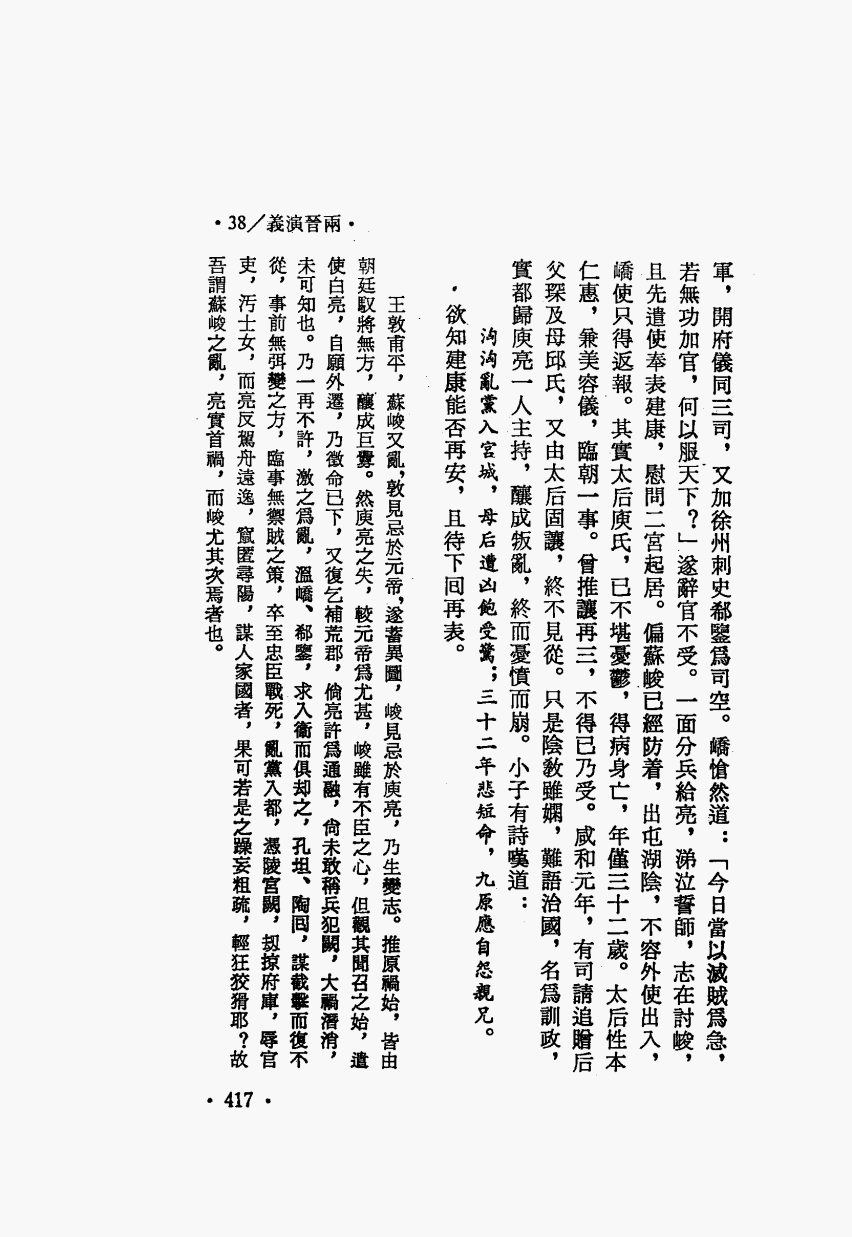 ·38／義演晉兩·
軍，開府儀同三司，又加徐州刺史郗鑒爲司空。嶠愴然道：「今日當以滅賊爲急，
若無功加官，何以服天下？」遂辭官不受。一面分兵給亮，涕泣誓師，志在討峻，
且先遣使奉表建康，慰問二宮起居。偏蘇峻已經防着，出屯湖陰，不容外使出入，
嶠使只得返報。其實太后庾氏，已不堪憂鬱，得病身亡，年僅三十二歲。太后性本
仁惠，兼美容儀，臨朝一事。曾推讓再三，不得已乃受。咸和元年，有司請追贈后
父琛及母邱氏，又由太后固讓，終不見從。只是陰敎雖嫻，難語治國，名爲訓政，
實都歸庾亮一人主持，釀成叛亂，終而憂憤而崩。小子有詩嘆道：
洶洶亂黨入宮城，母后遭凶飽受驚；三十二年悲短命，九原應自怨親兄。
·欲知建康能否再安，且待下回再表。
王敦甫平，蘇峻又亂，敦見忌於元帝，遂蓄異圖，峻見忌於庾亮，乃生變志。推原禍始，皆由
朝廷馭將無方，釀成巨釁。然庾亮之失，較元帝爲尤甚，峻雖有不臣之心，但觀其聞召之始，遣
使白亮，自願外遷，乃徵命已下，又復乞補荒郡，倘亮許爲通融，尙未敢稱兵犯闕，大禍潛消，
未可知也。乃一再不許，激之爲亂，溫嶠、郗鑒，求入衞而俱却之，孔坦、陶回，謀截擊而復不
從，事前無弭變之方，臨事無禦賊之策，卒至忠臣戰死，亂黨入都，憑陵宮闕，刼掠府庫，辱官
吏，汚士女，而亮反駕舟遠逸，竄匿尋陽，謀人家國者，果可若是之躁妄粗疏，輕狂狡猾耶？故
吾謂蘇峻之亂，亮實首禍，而峻尤其次焉者也。
·417·